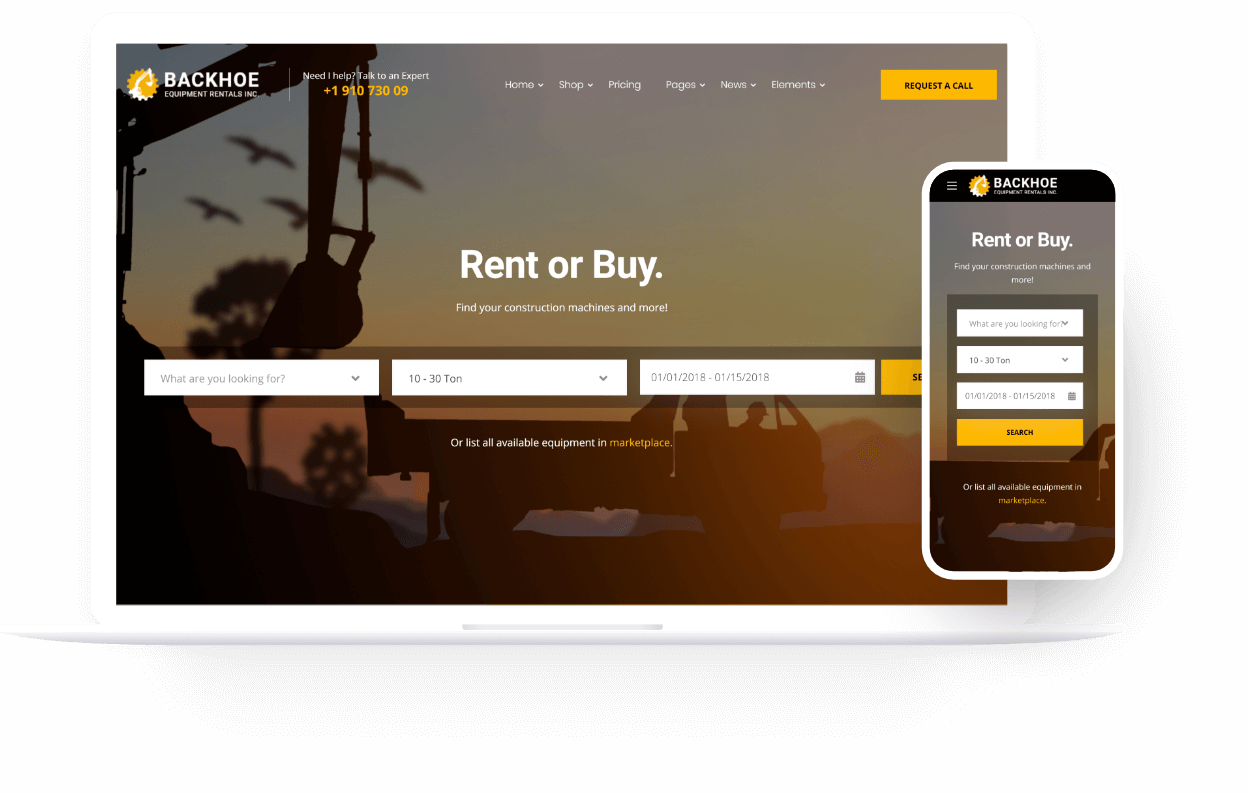 BACKHOE
EQUIPMENT RENTALS INC.
Need I help? Talk to an Expert
+1 910 730 09
Home Shop Pricing Pages News Elements
REQUEST A CALL
Rent or Buy.
Find your construction machines and more!
What are you looking for?
10 - 30 Ton
01/01/2018 - 01/15/2018
SE
Or list all available equipment in marketplace.
BACKHOE
EQUIPMENT RENTALS INC.
Rent or Buy.
Find your construction machines and
more!
What are you looking for?
10 - 30 Ton
01/01/2018 - 01/15/2018
SEARCH
Or list all available equipment in
marketplace.